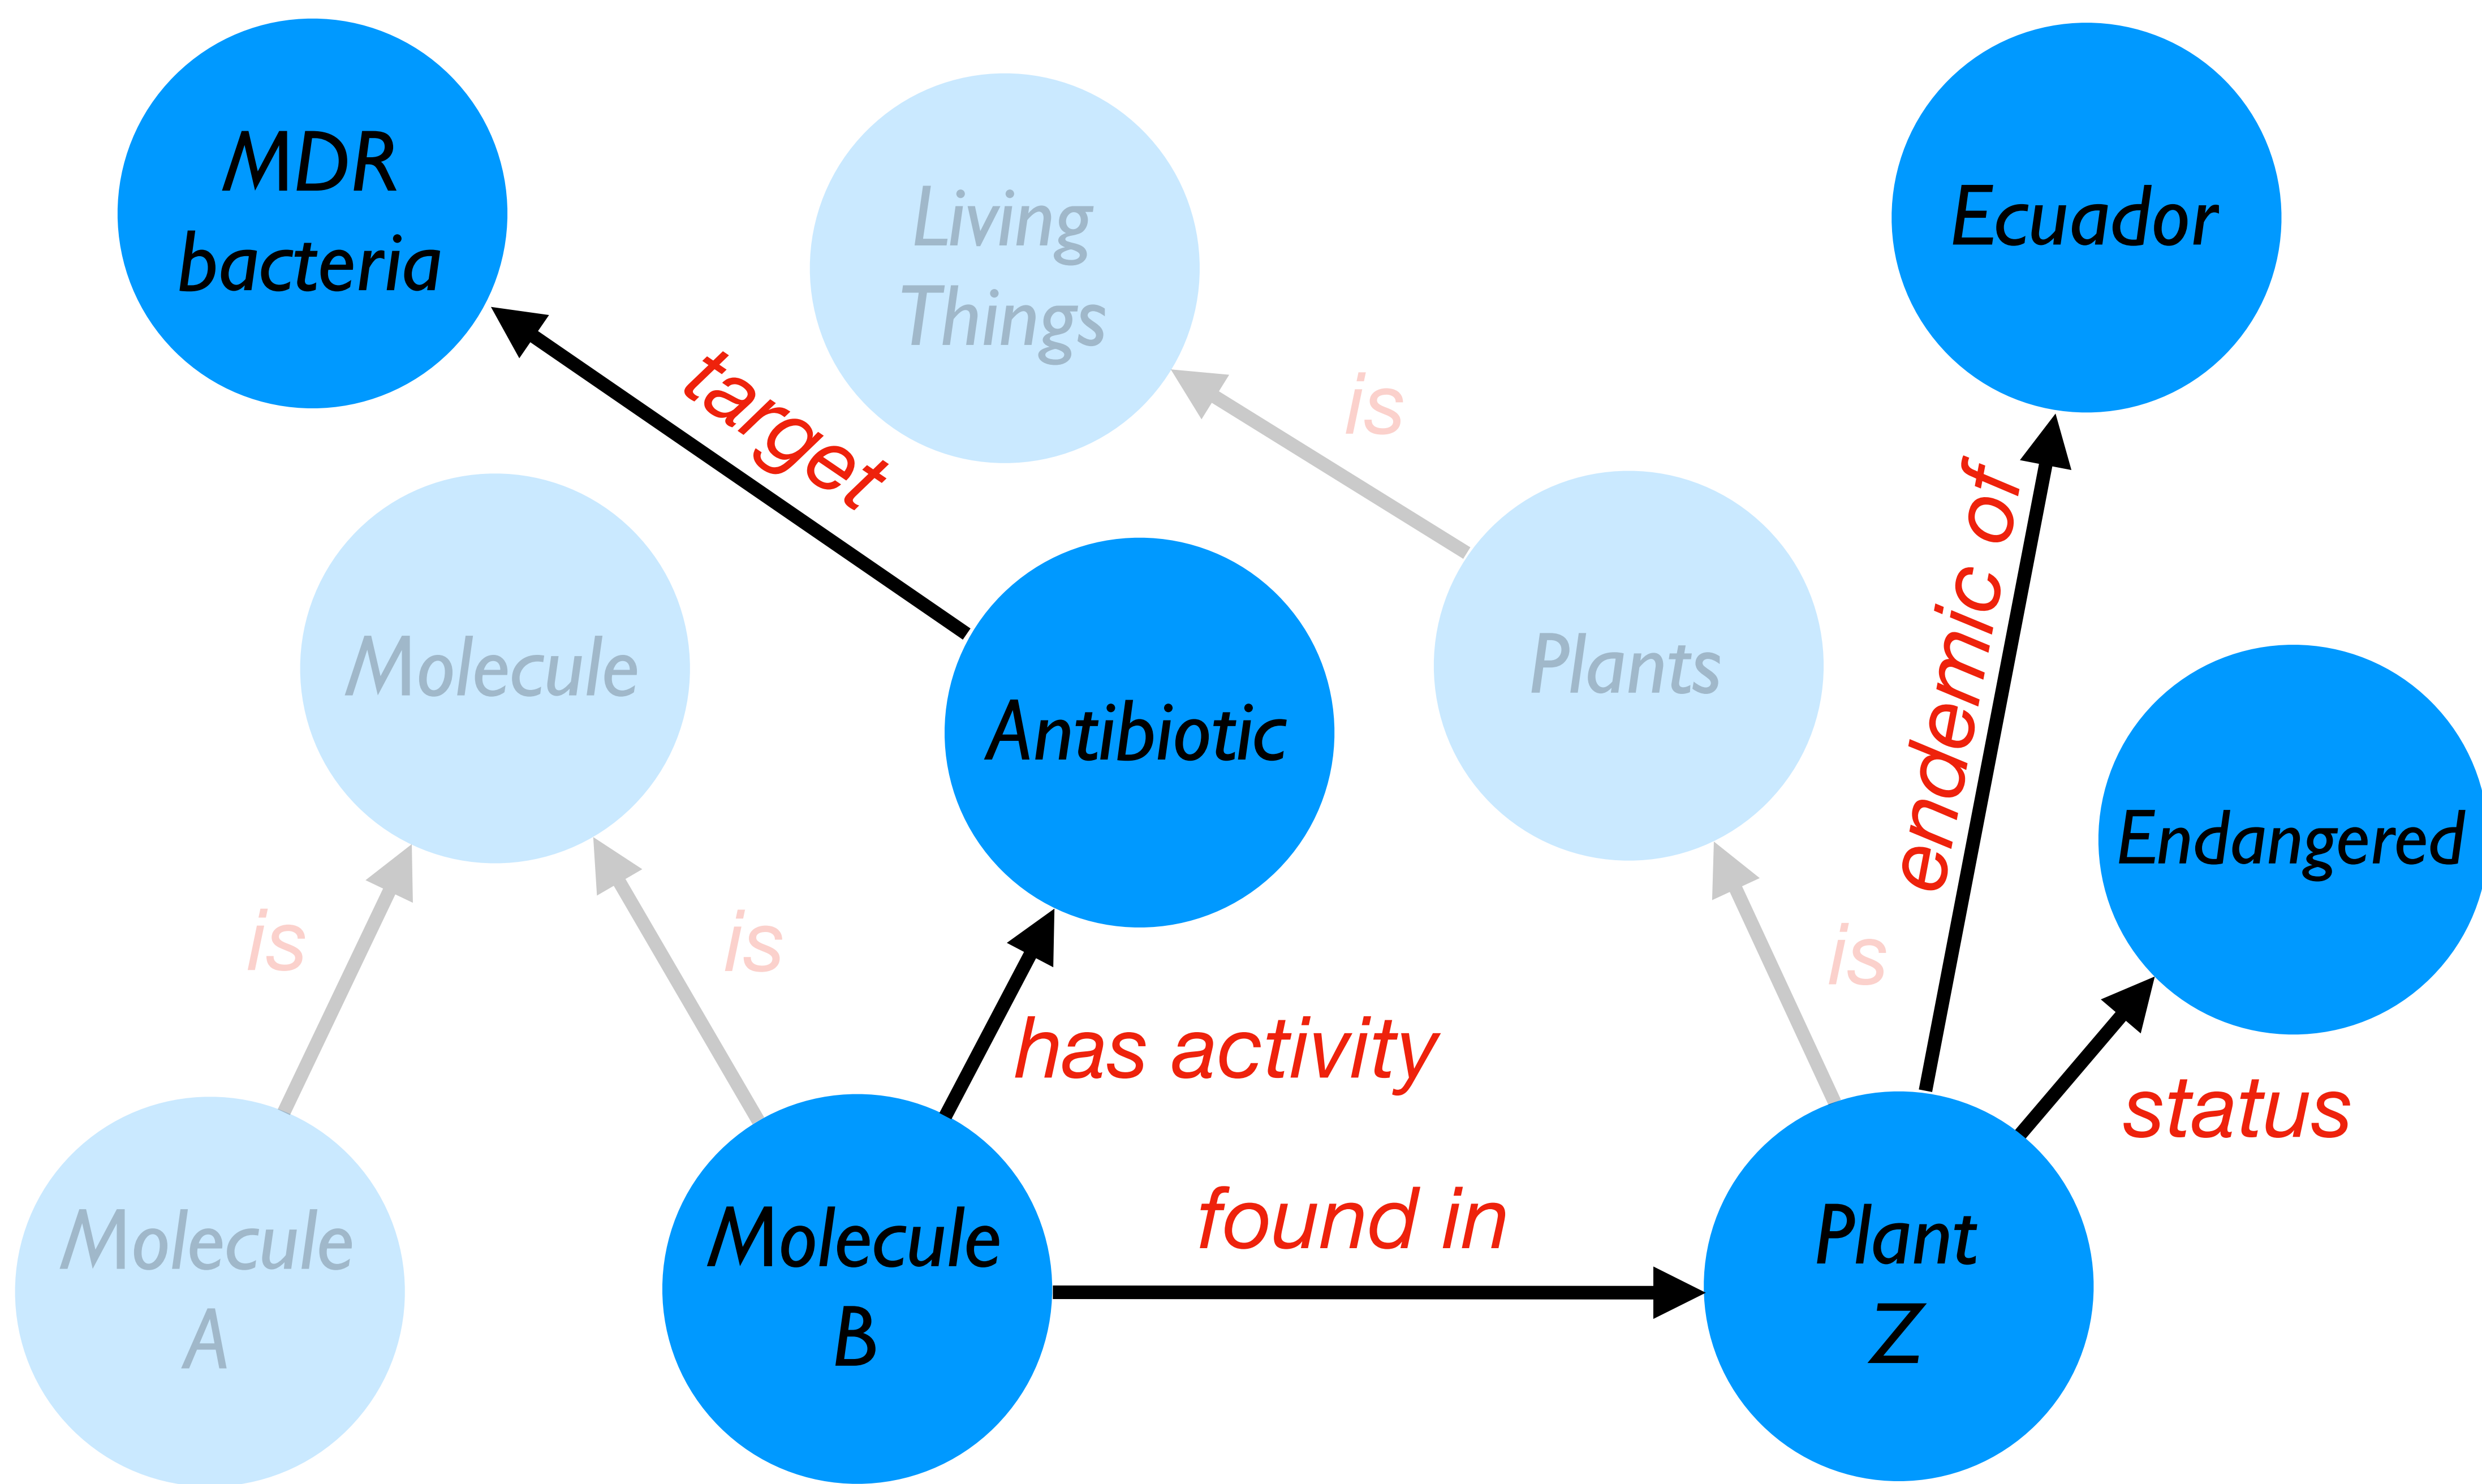 MDR
bacteria
Living
Things
Ecuador
target
is
endemic of
Molecule
Antibiotic
Plants
Endangered
is
is
is
has activity
status
found in
Molecule
A
Molecule
B
Plant
Z